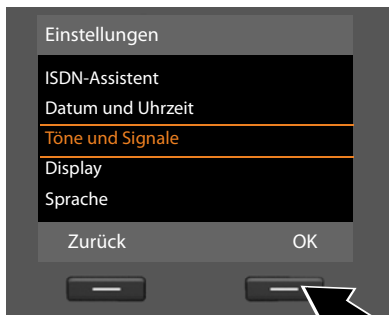 Einstellungen
ISDN-Assistent
Datum und Uhrzeit
Töne und Signale
Display
Sprache
Zurück OK